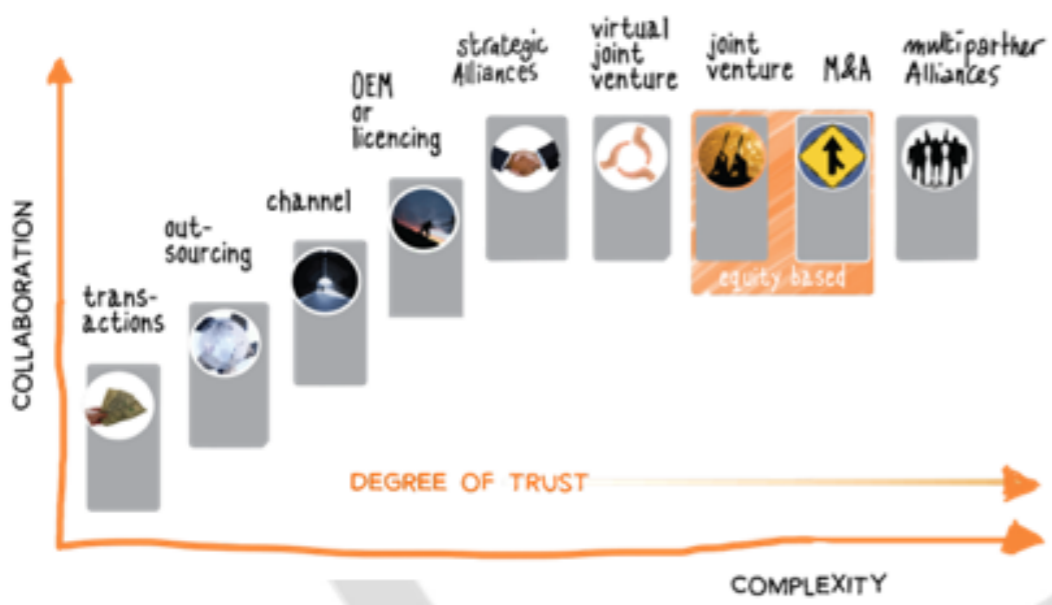 COLLABORATION
trans-
actions
out-
sourcing
channel
OEM
or
licencing
strategic
Alliances
virtual
joint
venture
joint
venture
M&A
multipartner
Alliances
equity based
DEGREE OF TRUST
COMPLEXITY